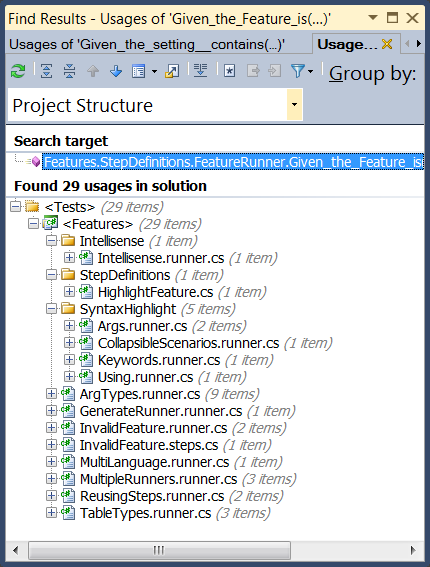 Find Results - Usages of 'Given_the_Feature_is(...)'
Usages of 'Given_the_setting__contains(...)' Usage...
Group by:
Project Structure
Search target
Features.StepDefinitions.FeatureRunner.Given_the_Feature_is
Found 29 usages in solution
<Tests> (29 items)
<Features> (29 items)
Intellisense (1 item)
Intellisense.runner.cs (1 item)
StepDefinitions (1 item)
HighlightFeature.cs (1 item)
SyntaxHighlight (5 items)
Args.runner.cs (2 items)
CollapsibleScenarios.runner.cs (1 item)
Keywords.runner.cs (1 item)
Using.runner.cs (1 item)
ArgTypes.runner.cs (9 items)
GenerateRunner.runner.cs (1 item)
InvalidFeature.runner.cs (2 items)
InvalidFeature.steps.cs (1 item)
MultiLanguage.runner.cs (1 item)
MultipleRunners.runner.cs (3 items)
ReusingSteps.runner.cs (2 items)
TableTypes.runner.cs (3 items)